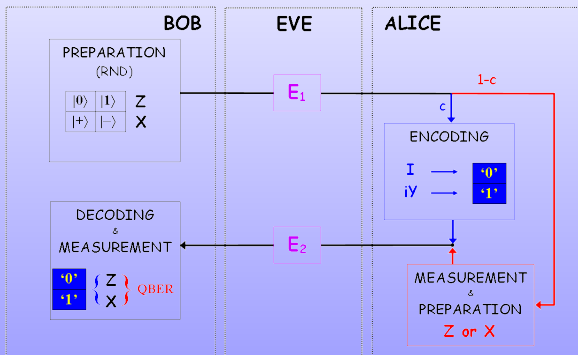 BOB
EVE
ALICE
PREPARATION
(RND)
|0⟩ |1⟩ Z
|+⟩ |−⟩ X
E1
1-c
c
ENCODING
I → '0'
iY → '1'
DECODING
&
MEASUREMENT
'0' { Z } QBER
'1' { X }
E2
MEASUREMENT
&
PREPARATION
Z or X